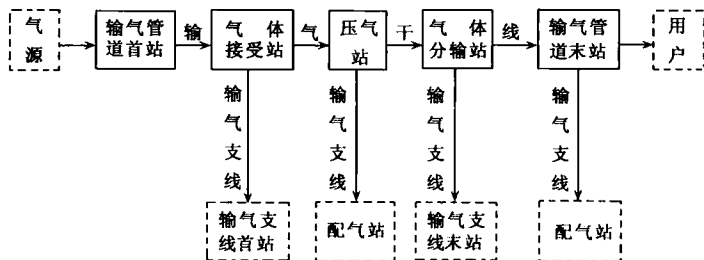 气源
输气管道首站
输
气体接受站
气
压气站
干
气体分输站
线
输气管道末站
用户
输气支线
输气支线
输气支线
输气支线
输气支线首站
配气站
输气支线末站
配气站